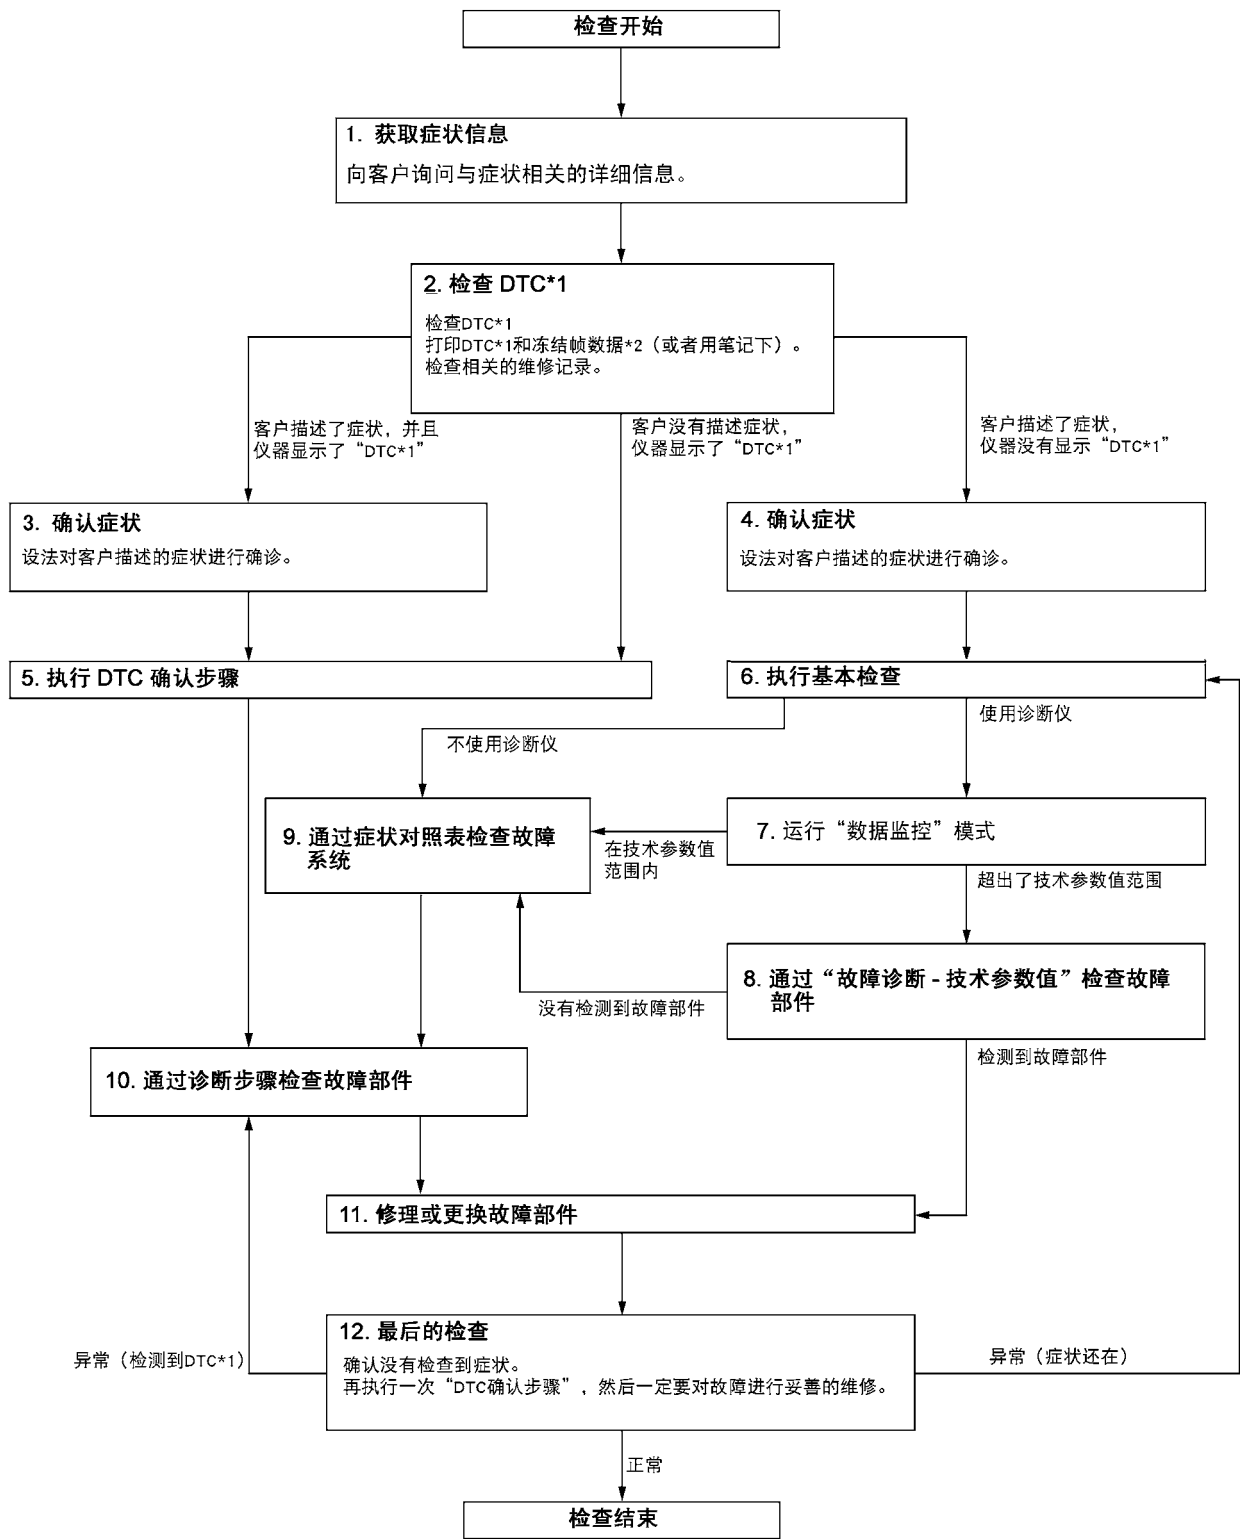 检查开始
1. 获取症状信息
向客户询问与症状相关的详细信息。
2. 检查 DTC*1
检查DTC*1
打印DTC*1和冻结帧数据*2（或者用笔记下）。
检查相关的维修记录。
客户描述了症状，并且
仪器显示了“DTC*1”
客户没有描述症状，
仪器显示了“DTC*1”
客户描述了症状，
仪器没有显示“DTC*1”
3. 确认症状
设法对客户描述的症状进行确诊。
4. 确认症状
设法对客户描述的症状进行确诊。
5. 执行 DTC 确认步骤
6. 执行基本检查
不使用诊断仪
使用诊断仪
9. 通过症状对照表检查故障
系统
在技术参数值
范围内
7. 运行“数据监控”模式
超出了技术参数值范围
8. 通过“故障诊断 - 技术参数值”检查故障
部件
没有检测到故障部件
检测到故障部件
10. 通过诊断步骤检查故障部件
11. 修理或更换故障部件
12. 最后的检查
确认没有检查到症状。
再执行一次“DTC确认步骤”，然后一定要对故障进行妥善的维修。
异常（检测到DTC*1）
异常（症状还在）
正常
检查结束